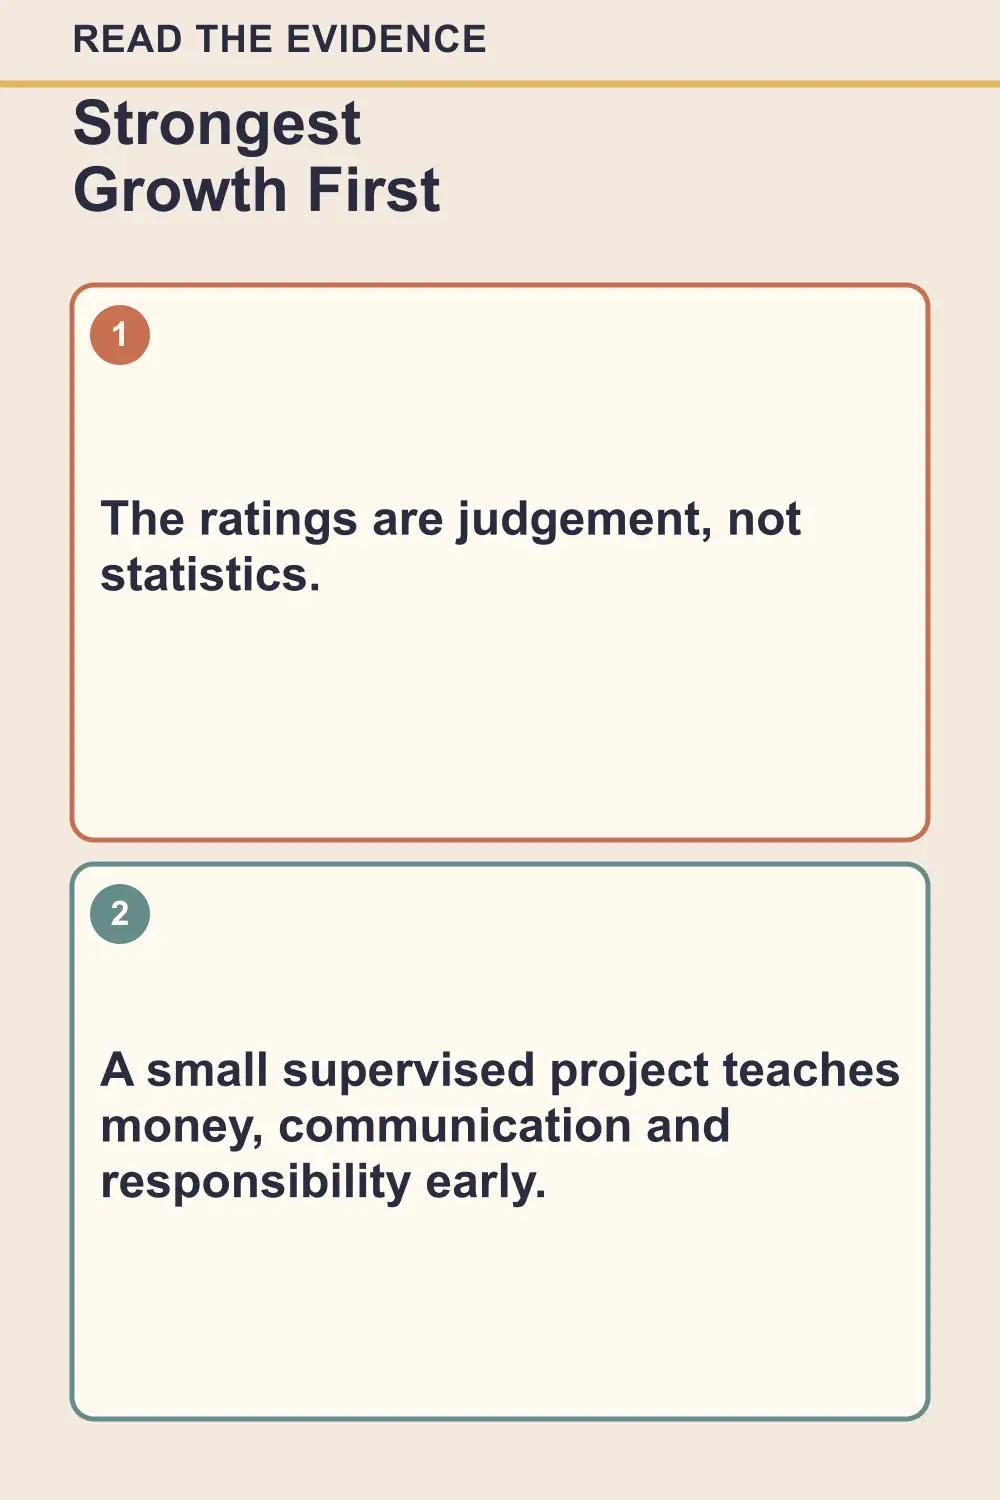 READ THE EVIDENCE
Strongest
Growth First
1
The ratings are judgement, not
statistics.
2
A small supervised project teaches
money, communication and
responsibility early.